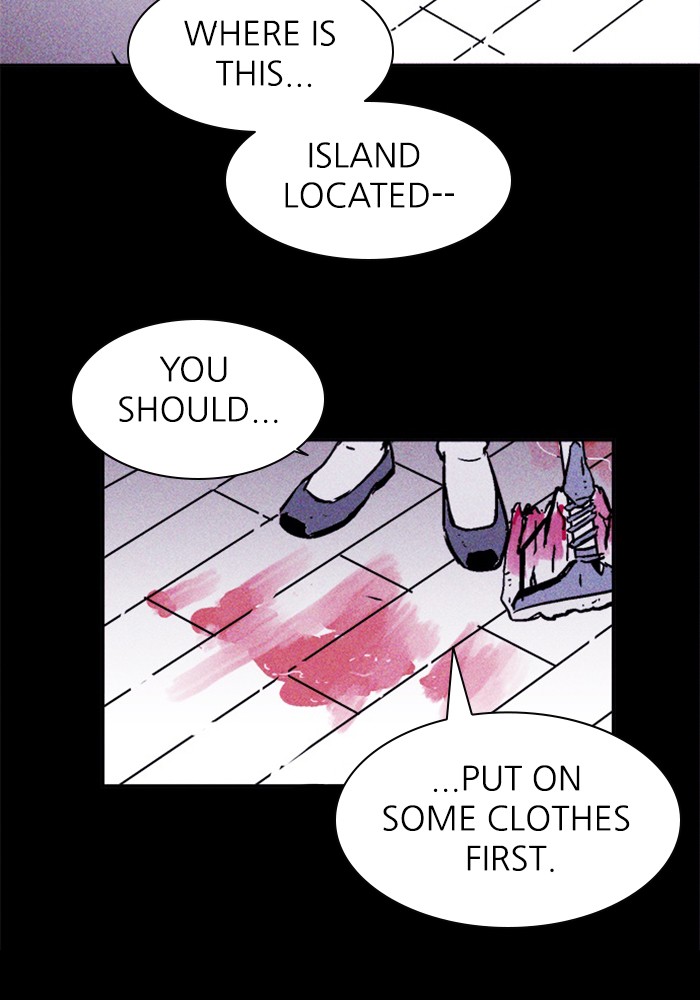 WHERE IS
THIS...
ISLAND
LOCATED--
YOU
SHOULD...
...PUT ON
SOME CLOTHES
FIRST.